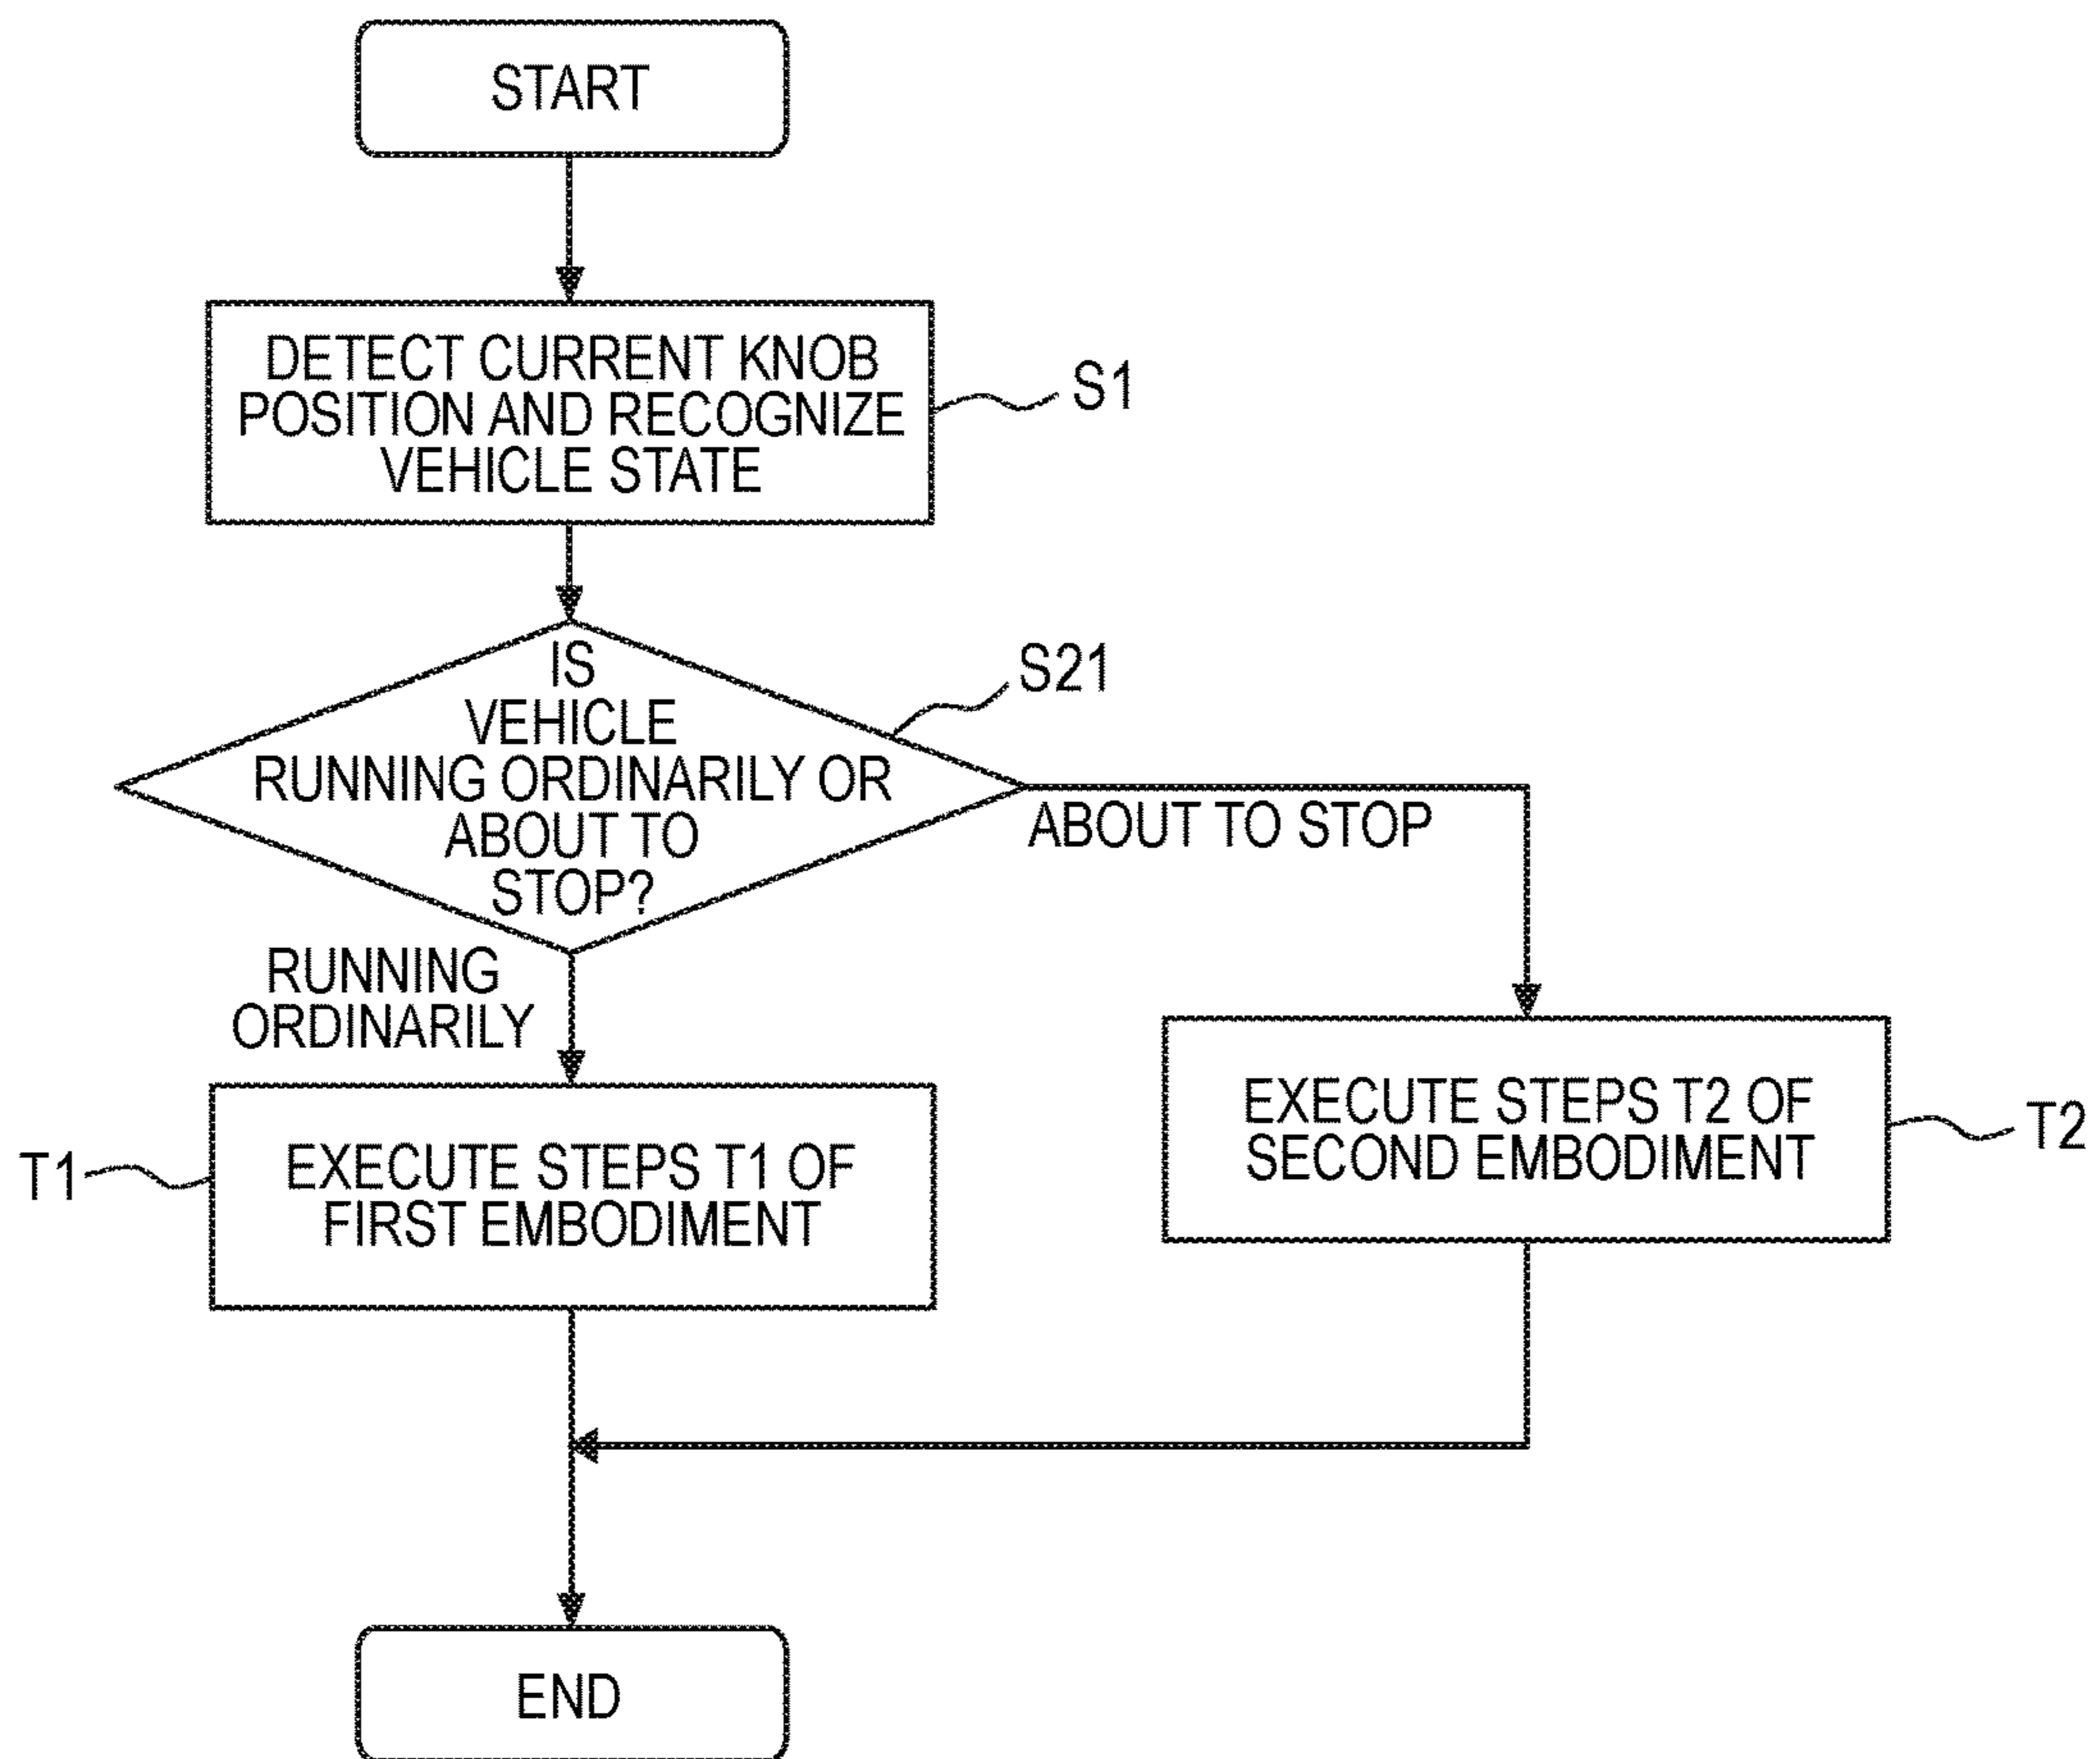 START
DETECT CURRENT KNOB
POSITION AND RECOGNIZE
VEHICLE STATE
S1
IS
VEHICLE
RUNNING ORDINARILY OR
ABOUT TO
STOP?
S21
ABOUT TO STOP
RUNNING
ORDINARILY
T1
EXECUTE STEPS T1 OF
FIRST EMBODIMENT
EXECUTE STEPS T2 OF
SECOND EMBODIMENT
T2
END